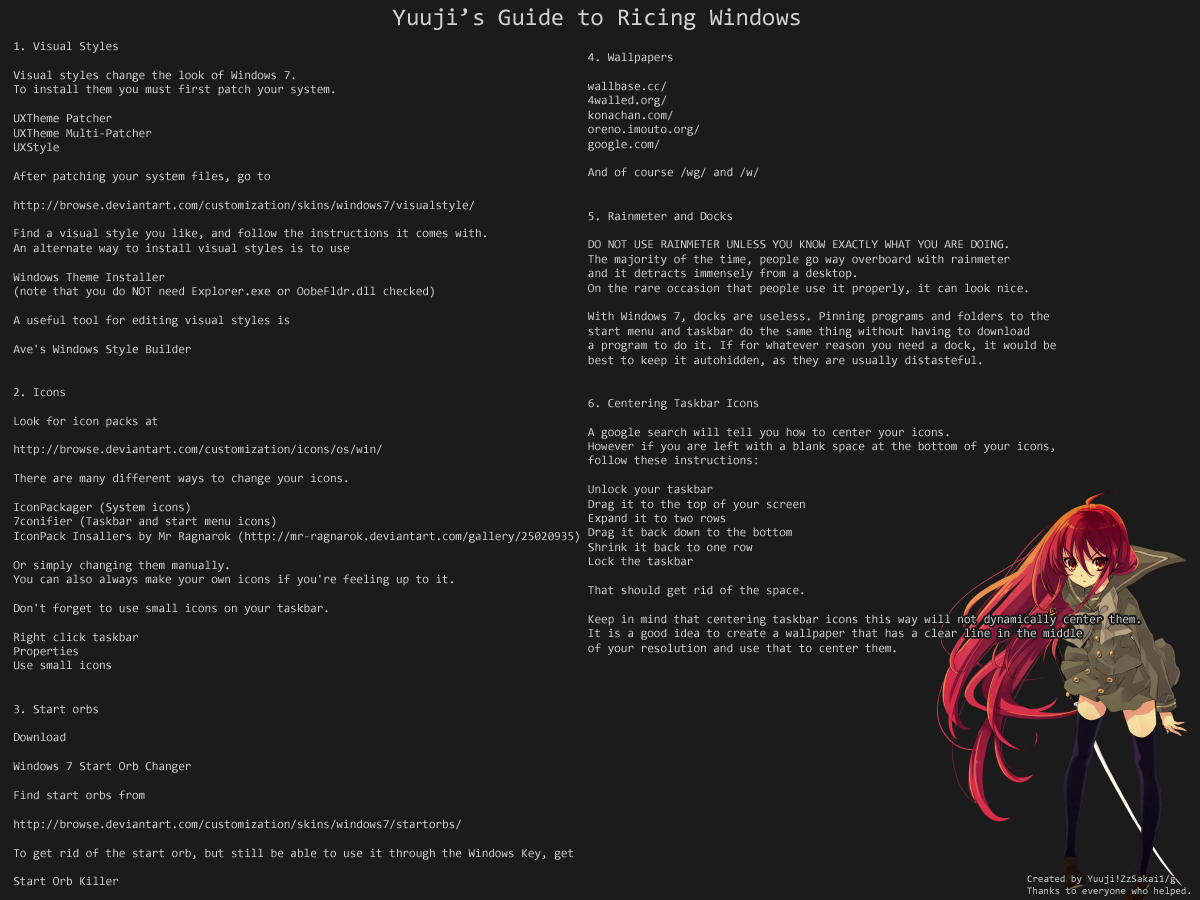 Yuuji’s Guide to Ricing Windows
1. Visual Styles
Visual styles change the look of Windows 7.
To install them you must first patch your system.
UXTheme Patcher
UXTheme Multi-Patcher
UXStyle
After patching your system files, go to
http://browse.deviantart.com/customization/skins/windows7/visualstyle/
Find a visual style you like, and follow the instructions it comes with.
An alternate way to install visual styles is to use
Windows Theme Installer
(note that you do NOT need Explorer.exe or OobeFldr.dll checked)
A useful tool for editing visual styles is
Ave's Windows Style Builder
2. Icons
Look for icon packs at
http://browse.deviantart.com/customization/icons/os/win/
There are many different ways to change your icons.
IconPackager (System icons)
7conifier (Taskbar and start menu icons)
IconPack Insallers by Mr Ragnarok (http://mr-ragnarok.deviantart.com/gallery/25020935)
Or simply changing them manually.
You can also always make your own icons if you're feeling up to it.
Don't forget to use small icons on your taskbar.
Right click taskbar
Properties
Use small icons
3. Start orbs
Download
Windows 7 Start Orb Changer
Find start orbs from
http://browse.deviantart.com/customization/skins/windows7/startorbs/
To get rid of the start orb, but still be able to use it through the Windows Key, get
Start Orb Killer
4. Wallpapers
wallbase.cc/
4walled.org/
konachan.com/
oreno.imouto.org/
google.com/
And of course /wg/ and /w/
5. Rainmeter and Docks
DO NOT USE RAINMETER UNLESS YOU KNOW EXACTLY WHAT YOU ARE DOING.
The majority of the time, people go way overboard with rainmeter
and it detracts immensely from a desktop.
On the rare occasion that people use it properly, it can look nice.
With Windows 7, docks are useless. Pinning programs and folders to the
start menu and taskbar do the same thing without having to download
a program to do it. If for whatever reason you need a dock, it would be
best to keep it autohidden, as they are usually distasteful.
6. Centering Taskbar Icons
A google search will tell you how to center your icons.
However if you are left with a blank space at the bottom of your icons,
follow these instructions:
Unlock your taskbar
Drag it to the top of your screen
Expand it to two rows
Drag it back down to the bottom
Shrink it back to one row
Lock the taskbar
That should get rid of the space.
Keep in mind that centering taskbar icons this way will not dynamically center them.
It is a good idea to create a wallpaper that has a clear line in the middle
of your resolution and use that to center them.
Created by Yuuji!ZzSakai1/g
Thanks to everyone who helped.